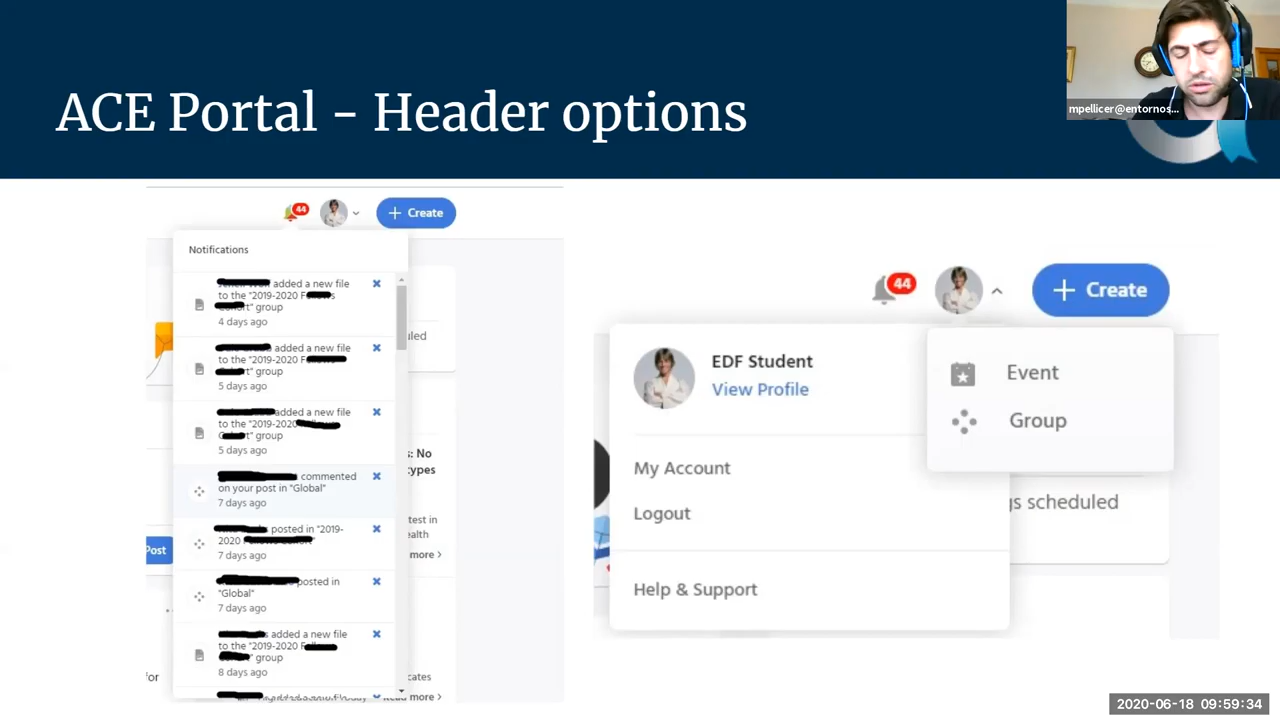 ACE Portal - Header options
mpellicer@entornos...
44
+ Create
Notifications
added a new file
to the "2019-2020
group
4 days ago
added a new file
to the "2019-2020
group
5 days ago
added a new file
to the "2019-2020
group
5 days ago
commented
on your post in "Global"
7 days ago
posted in "2019-
2020
7 days ago
posted in
"Global"
7 days ago
added a new file
to the "2019-2020
group
8 days ago
uled
s: No
types
test in
ealth
more >
Post
for
cates
Read more >
44
+ Create
EDF Student
View Profile
My Account
Logout
Help & Support
Event
Group
gs scheduled
2020-06-18 09:59:34